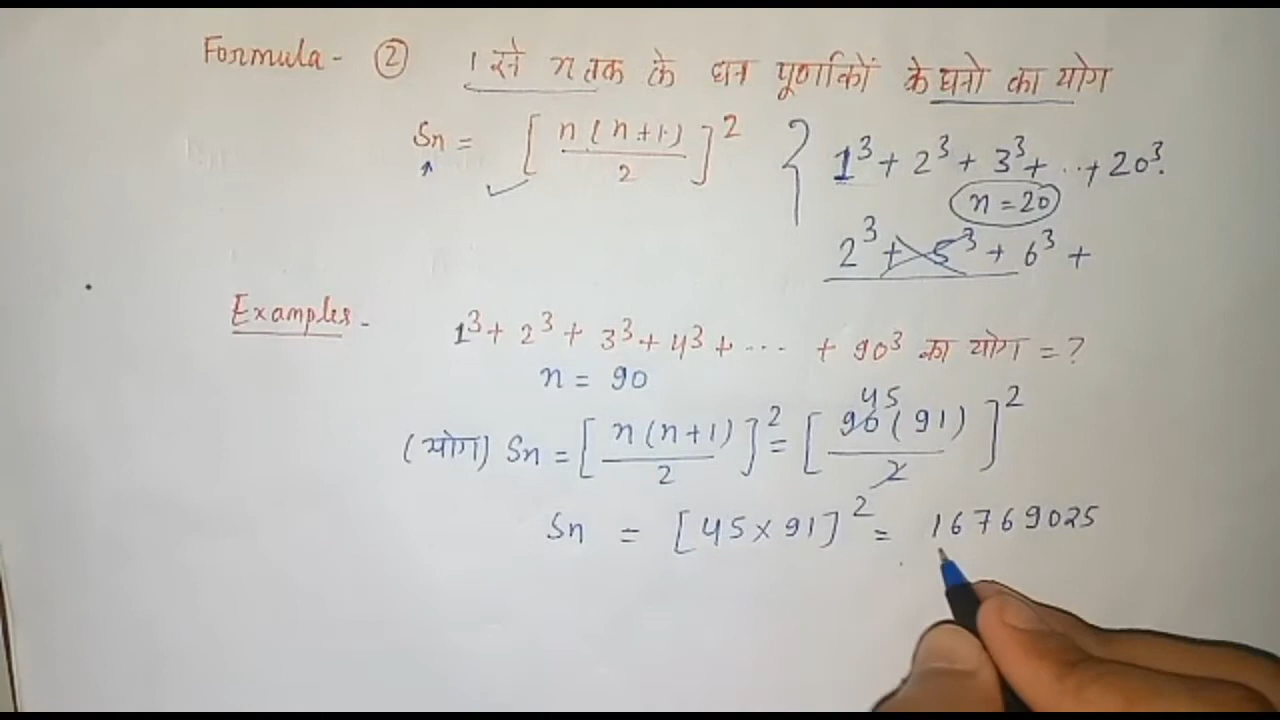 Formula - ② 1 से n तक के धन पूर्णांकों के घनो का योग
Sn = [n(n+1)/2]² { 1³ + 2³ + 3³ + ... + 20³.
n = 20
2³ + 5³ + 6³ +
Examples - 1³ + 2³ + 3³ + 4³ + ... + 90³ का योग = ?
n = 90
(योग) Sn = [n(n+1)/2]² = [90(91)/2]² 45
Sn = [45×91]² = 16769025